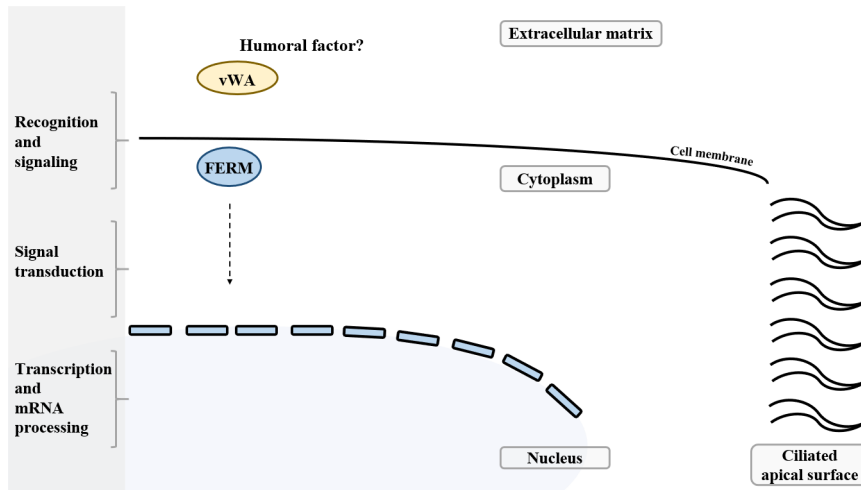 Extracellular matrix
Humoral factor?
vWA
Recognition
and
signaling
Cell membrane
FERM
Cytoplasm
Signal
transduction
Transcription
and
mRNA
processing
Nucleus
Ciliated
apical surface